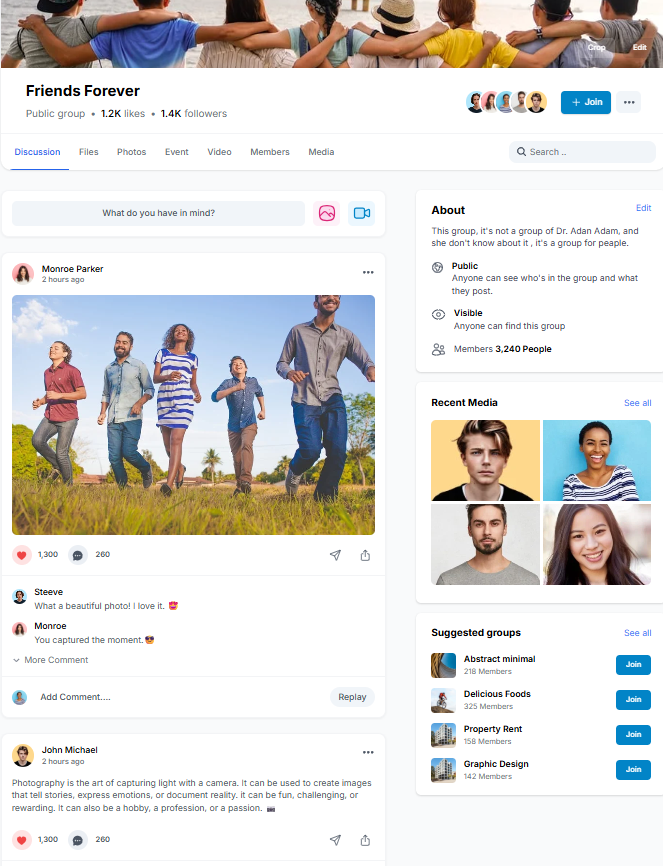 Crop Edit
Friends Forever
Public group • 1.2K likes • 1.4K followers
+ Join
Discussion Files Photos Event Video Members Media
Search ..
What do you have in mind?
Monroe Parker
2 hours ago
1,300 260
Steeve
What a beautiful photo! I love it. 😍
Monroe
You captured the moment.😎
More Comment
Add Comment....
Replay
John Michael
2 hours ago
Photography is the art of capturing light with a camera. It can be used to create images
that tell stories, express emotions, or document reality. it can be fun, challenging, or
rewarding. It can also be a hobby, a profession, or a passion. 📷
1,300 260
About Edit
This group, it's not a group of Dr. Adan Adam, and
she don't know about it , it's a group for peaple.
Public
Anyone can see who's in the group and what
they post.
Visible
Anyone can find this group
Members 3,240 People
Recent Media See all
Suggested groups See all
Abstract minimal
218 Members
Join
Delicious Foods
325 Members
Join
Property Rent
158 Members
Join
Graphic Design
142 Members
Join